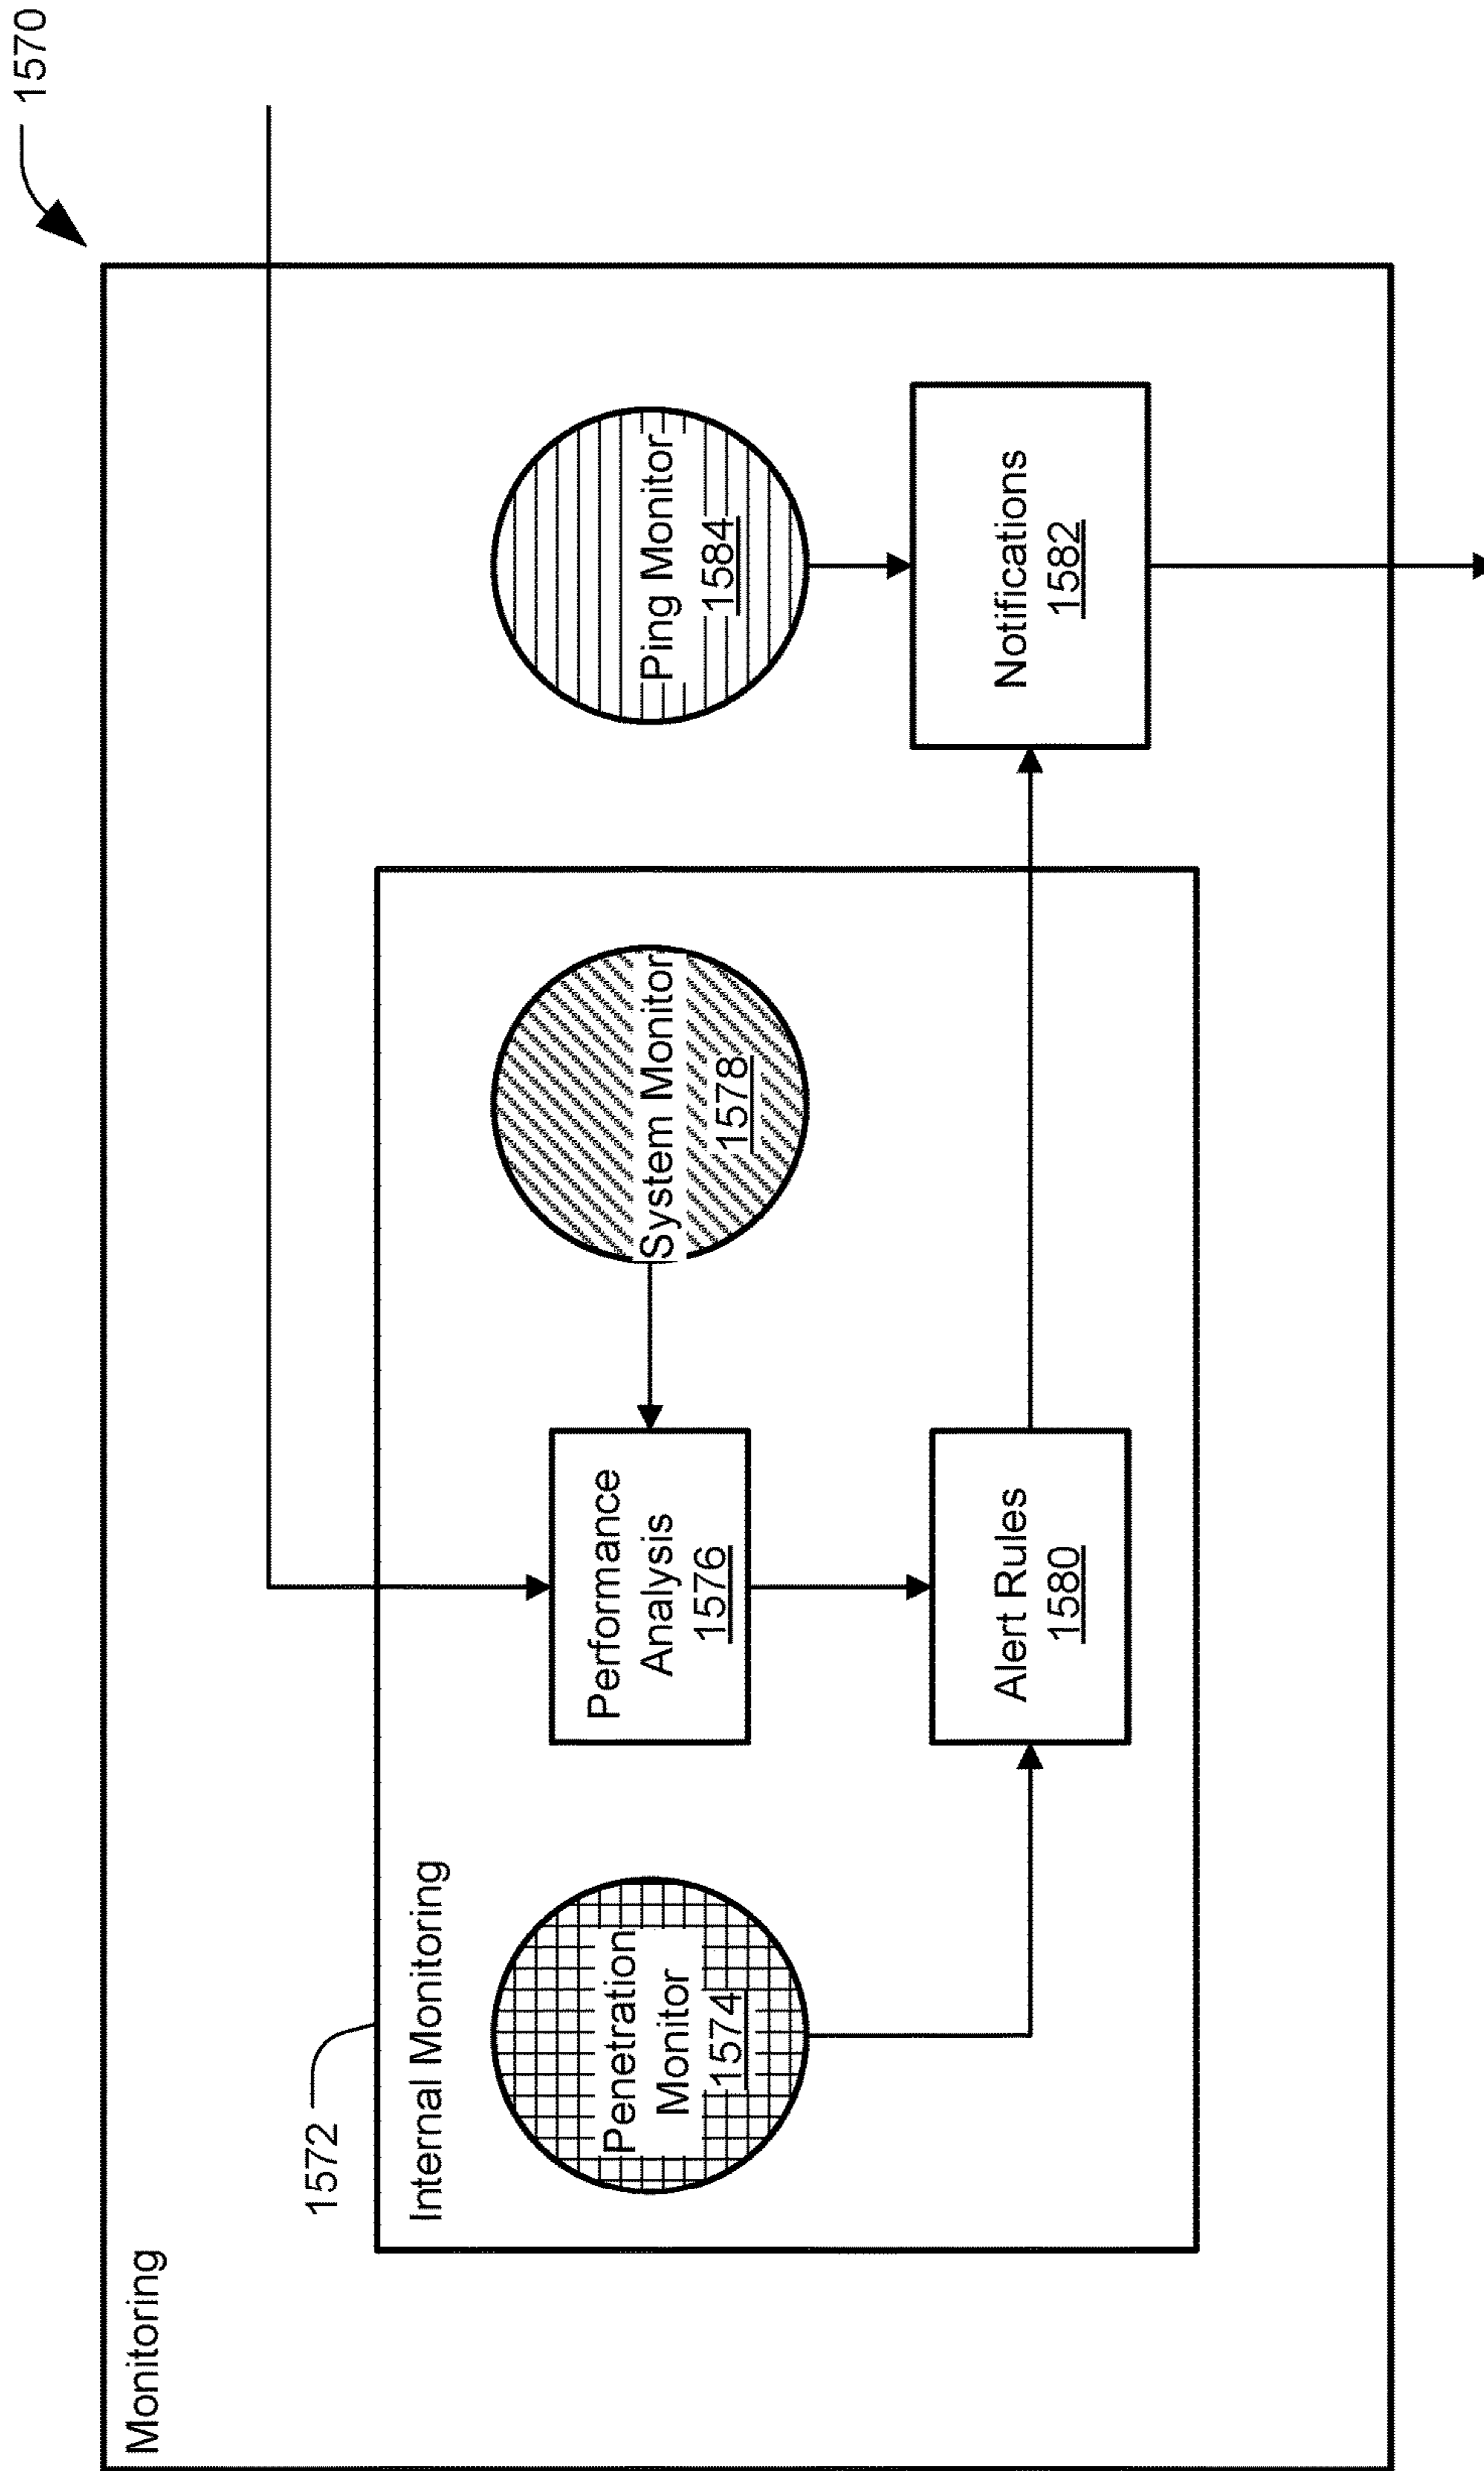 1570
Monitoring
1572
Internal Monitoring
Penetration
Monitor
1574
Performance
Analysis
1576
System Monitor
1578
Ping Monitor
1584
Alert Rules
1580
Notifications
1582